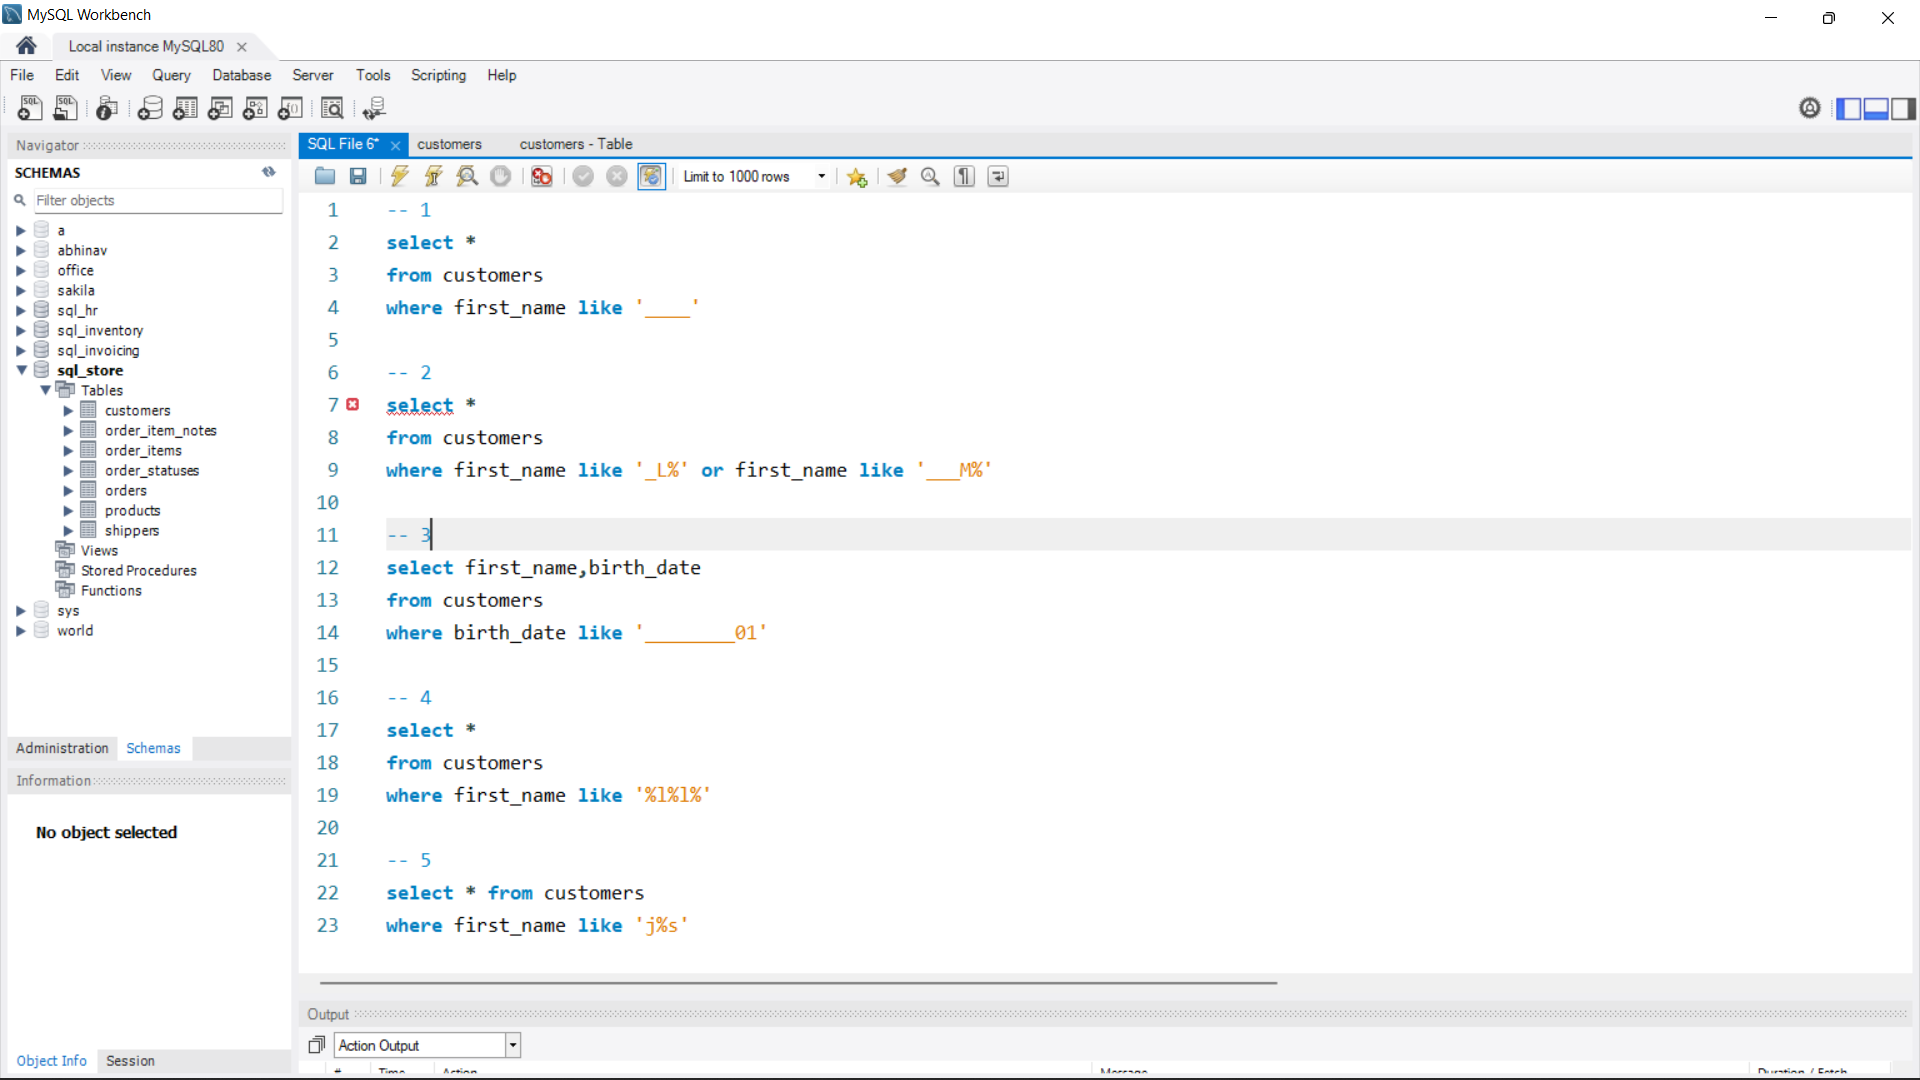 MySQL Workbench
Local instance MySQL80
File Edit View Query Database Server Tools Scripting Help
Navigator
SCHEMAS
Filter objects
a
abhinav
office
sakila
sql_hr
sql_inventory
sql_invoicing
sql_store
Tables
customers
order_item_notes
order_items
order_statuses
orders
products
shippers
Views
Stored Procedures
Functions
sys
world
Administration Schemas
Information
No object selected
Object Info Session
SQL File 6* customers customers - Table
Limit to 1000 rows
1 -- 1
2 select *
3 from customers
4 where first_name like '____'
5
6 -- 2
7 select *
8 from customers
9 where first_name like '_L%' or first_name like '___M%'
10
11 -- 3
12 select first_name,birth_date
13 from customers
14 where birth_date like '________01'
15
16 -- 4
17 select *
18 from customers
19 where first_name like '%l%l%'
20
21 -- 5
22 select * from customers
23 where first_name like 'j%s'
Output
Action Output
# Time Action Message Duration / Fetch